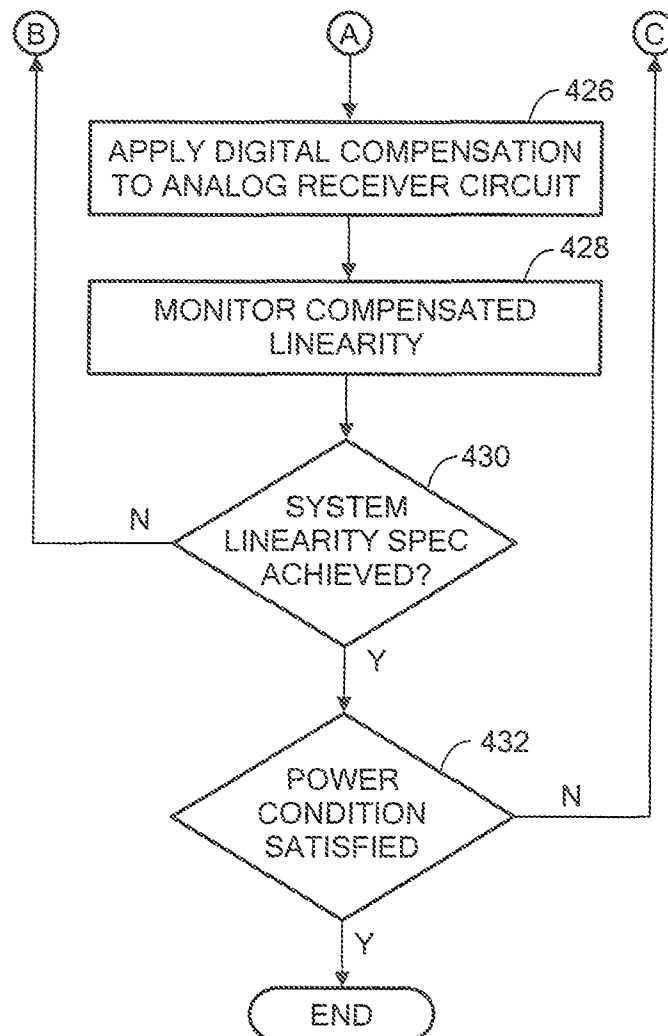 B
A
C
426
APPLY DIGITAL COMPENSATION
TO ANALOG RECEIVER CIRCUIT
428
MONITOR COMPENSATED
LINEARITY
430
N
SYSTEM
LINEARITY SPEC
ACHIEVED?
Y
432
POWER
CONDITION
SATISFIED
N
Y
END